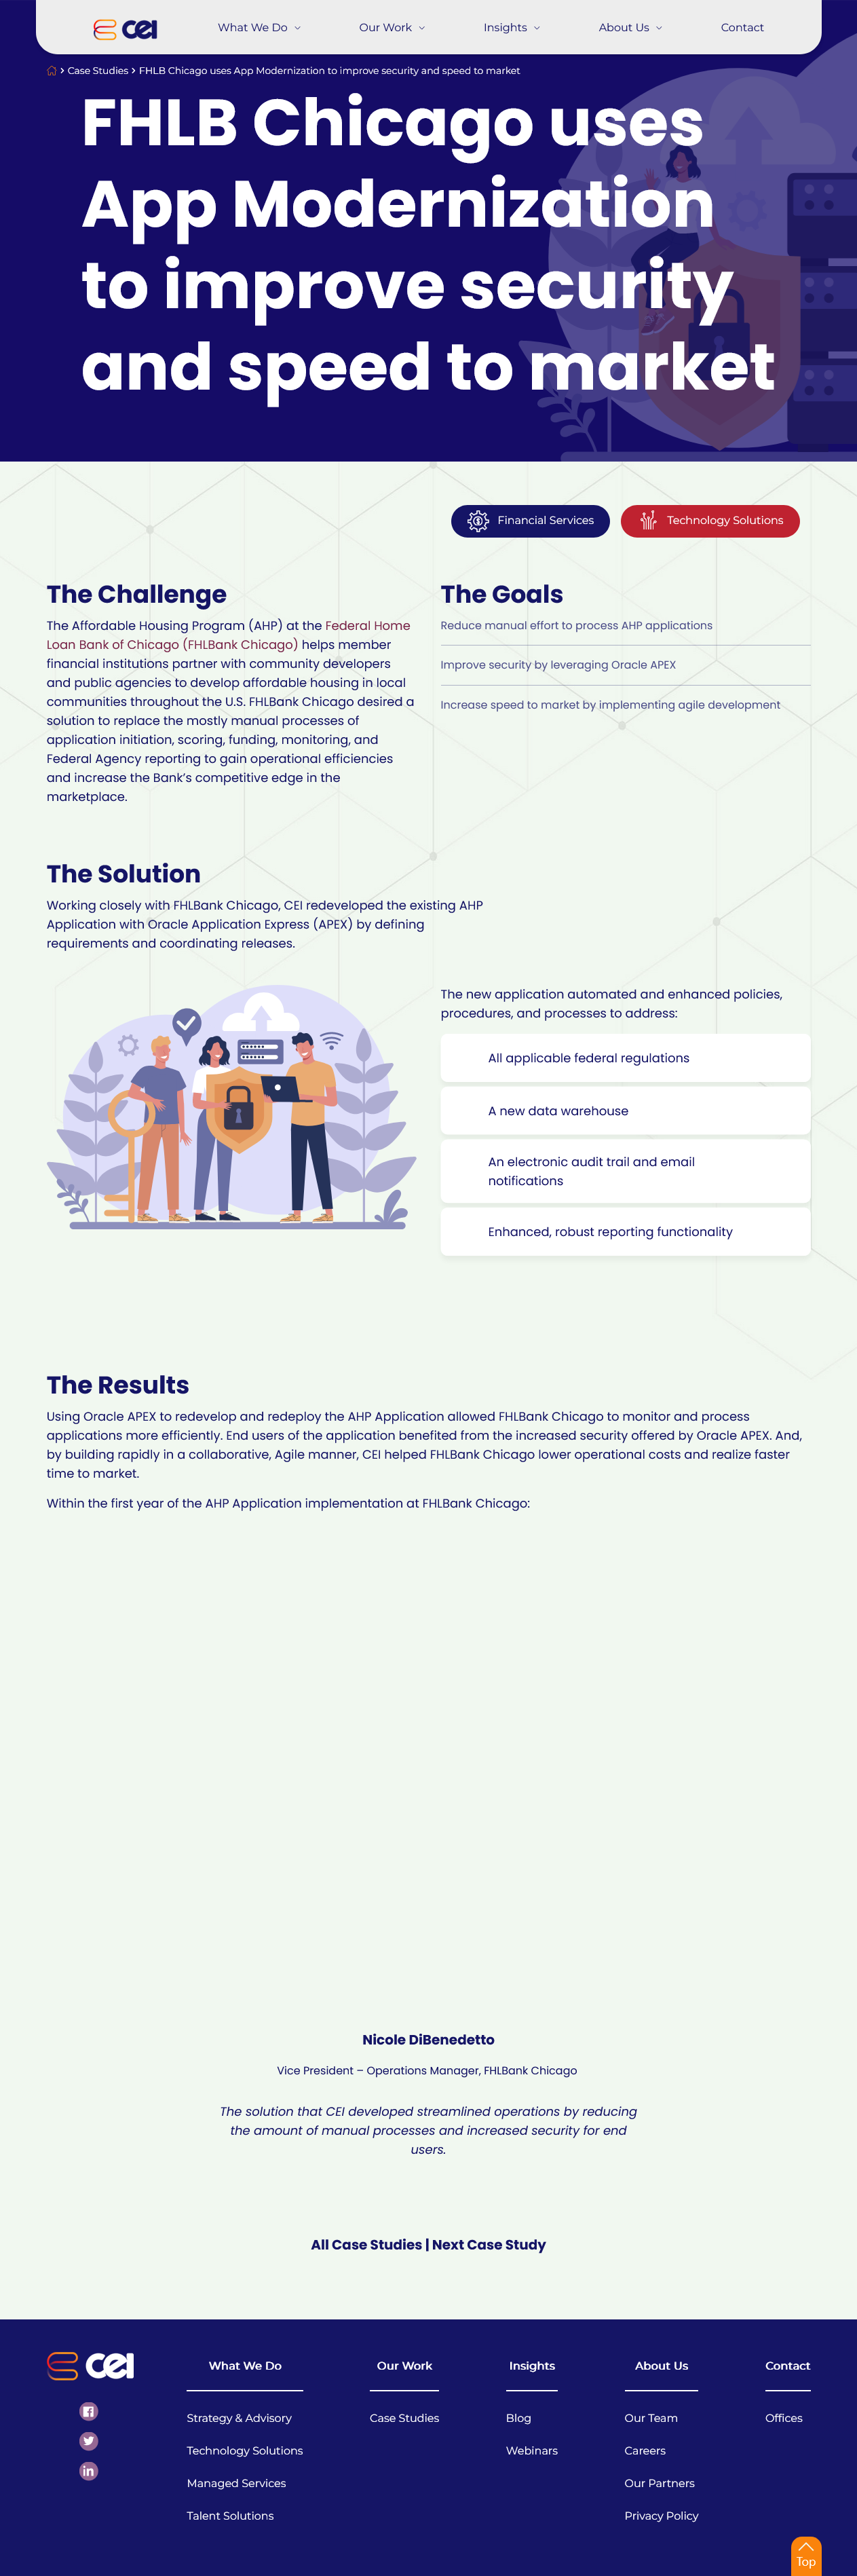 cei
What We Do
Our Work
Insights
About Us
Contact
Case Studies
FHLB Chicago uses App Modernization to improve security and speed to market
FHLB Chicago uses
App Modernization
to improve security
and speed to market
Financial Services
Technology Solutions
The Challenge
The Affordable Housing Program (AHP) at the Federal Home
Loan Bank of Chicago (FHLBank Chicago) helps member
financial institutions partner with community developers
and public agencies to develop affordable housing in local
communities throughout the U.S. FHLBank Chicago desired a
solution to replace the mostly manual processes of
application initiation, scoring, funding, monitoring, and
Federal Agency reporting to gain operational efficiencies
and increase the Bank’s competitive edge in the
marketplace.
The Goals
Reduce manual effort to process AHP applications
Improve security by leveraging Oracle APEX
Increase speed to market by implementing agile development
The Solution
Working closely with FHLBank Chicago, CEI redeveloped the existing AHP
Application with Oracle Application Express (APEX) by defining
requirements and coordinating releases.
The new application automated and enhanced policies,
procedures, and processes to address:
All applicable federal regulations
A new data warehouse
An electronic audit trail and email
notifications
Enhanced, robust reporting functionality
The Results
Using Oracle APEX to redevelop and redeploy the AHP Application allowed FHLBank Chicago to monitor and process
applications more efficiently. End users of the application benefited from the increased security offered by Oracle APEX. And,
by building rapidly in a collaborative, Agile manner, CEI helped FHLBank Chicago lower operational costs and realize faster
time to market.
Within the first year of the AHP Application implementation at FHLBank Chicago:
Nicole DiBenedetto
Vice President – Operations Manager, FHLBank Chicago
The solution that CEI developed streamlined operations by reducing
the amount of manual processes and increased security for end
users.
All Case Studies | Next Case Study
cei
What We Do
Strategy & Advisory
Technology Solutions
Managed Services
Talent Solutions
Our Work
Case Studies
Insights
Blog
Webinars
About Us
Our Team
Careers
Our Partners
Privacy Policy
Contact
Offices
Top